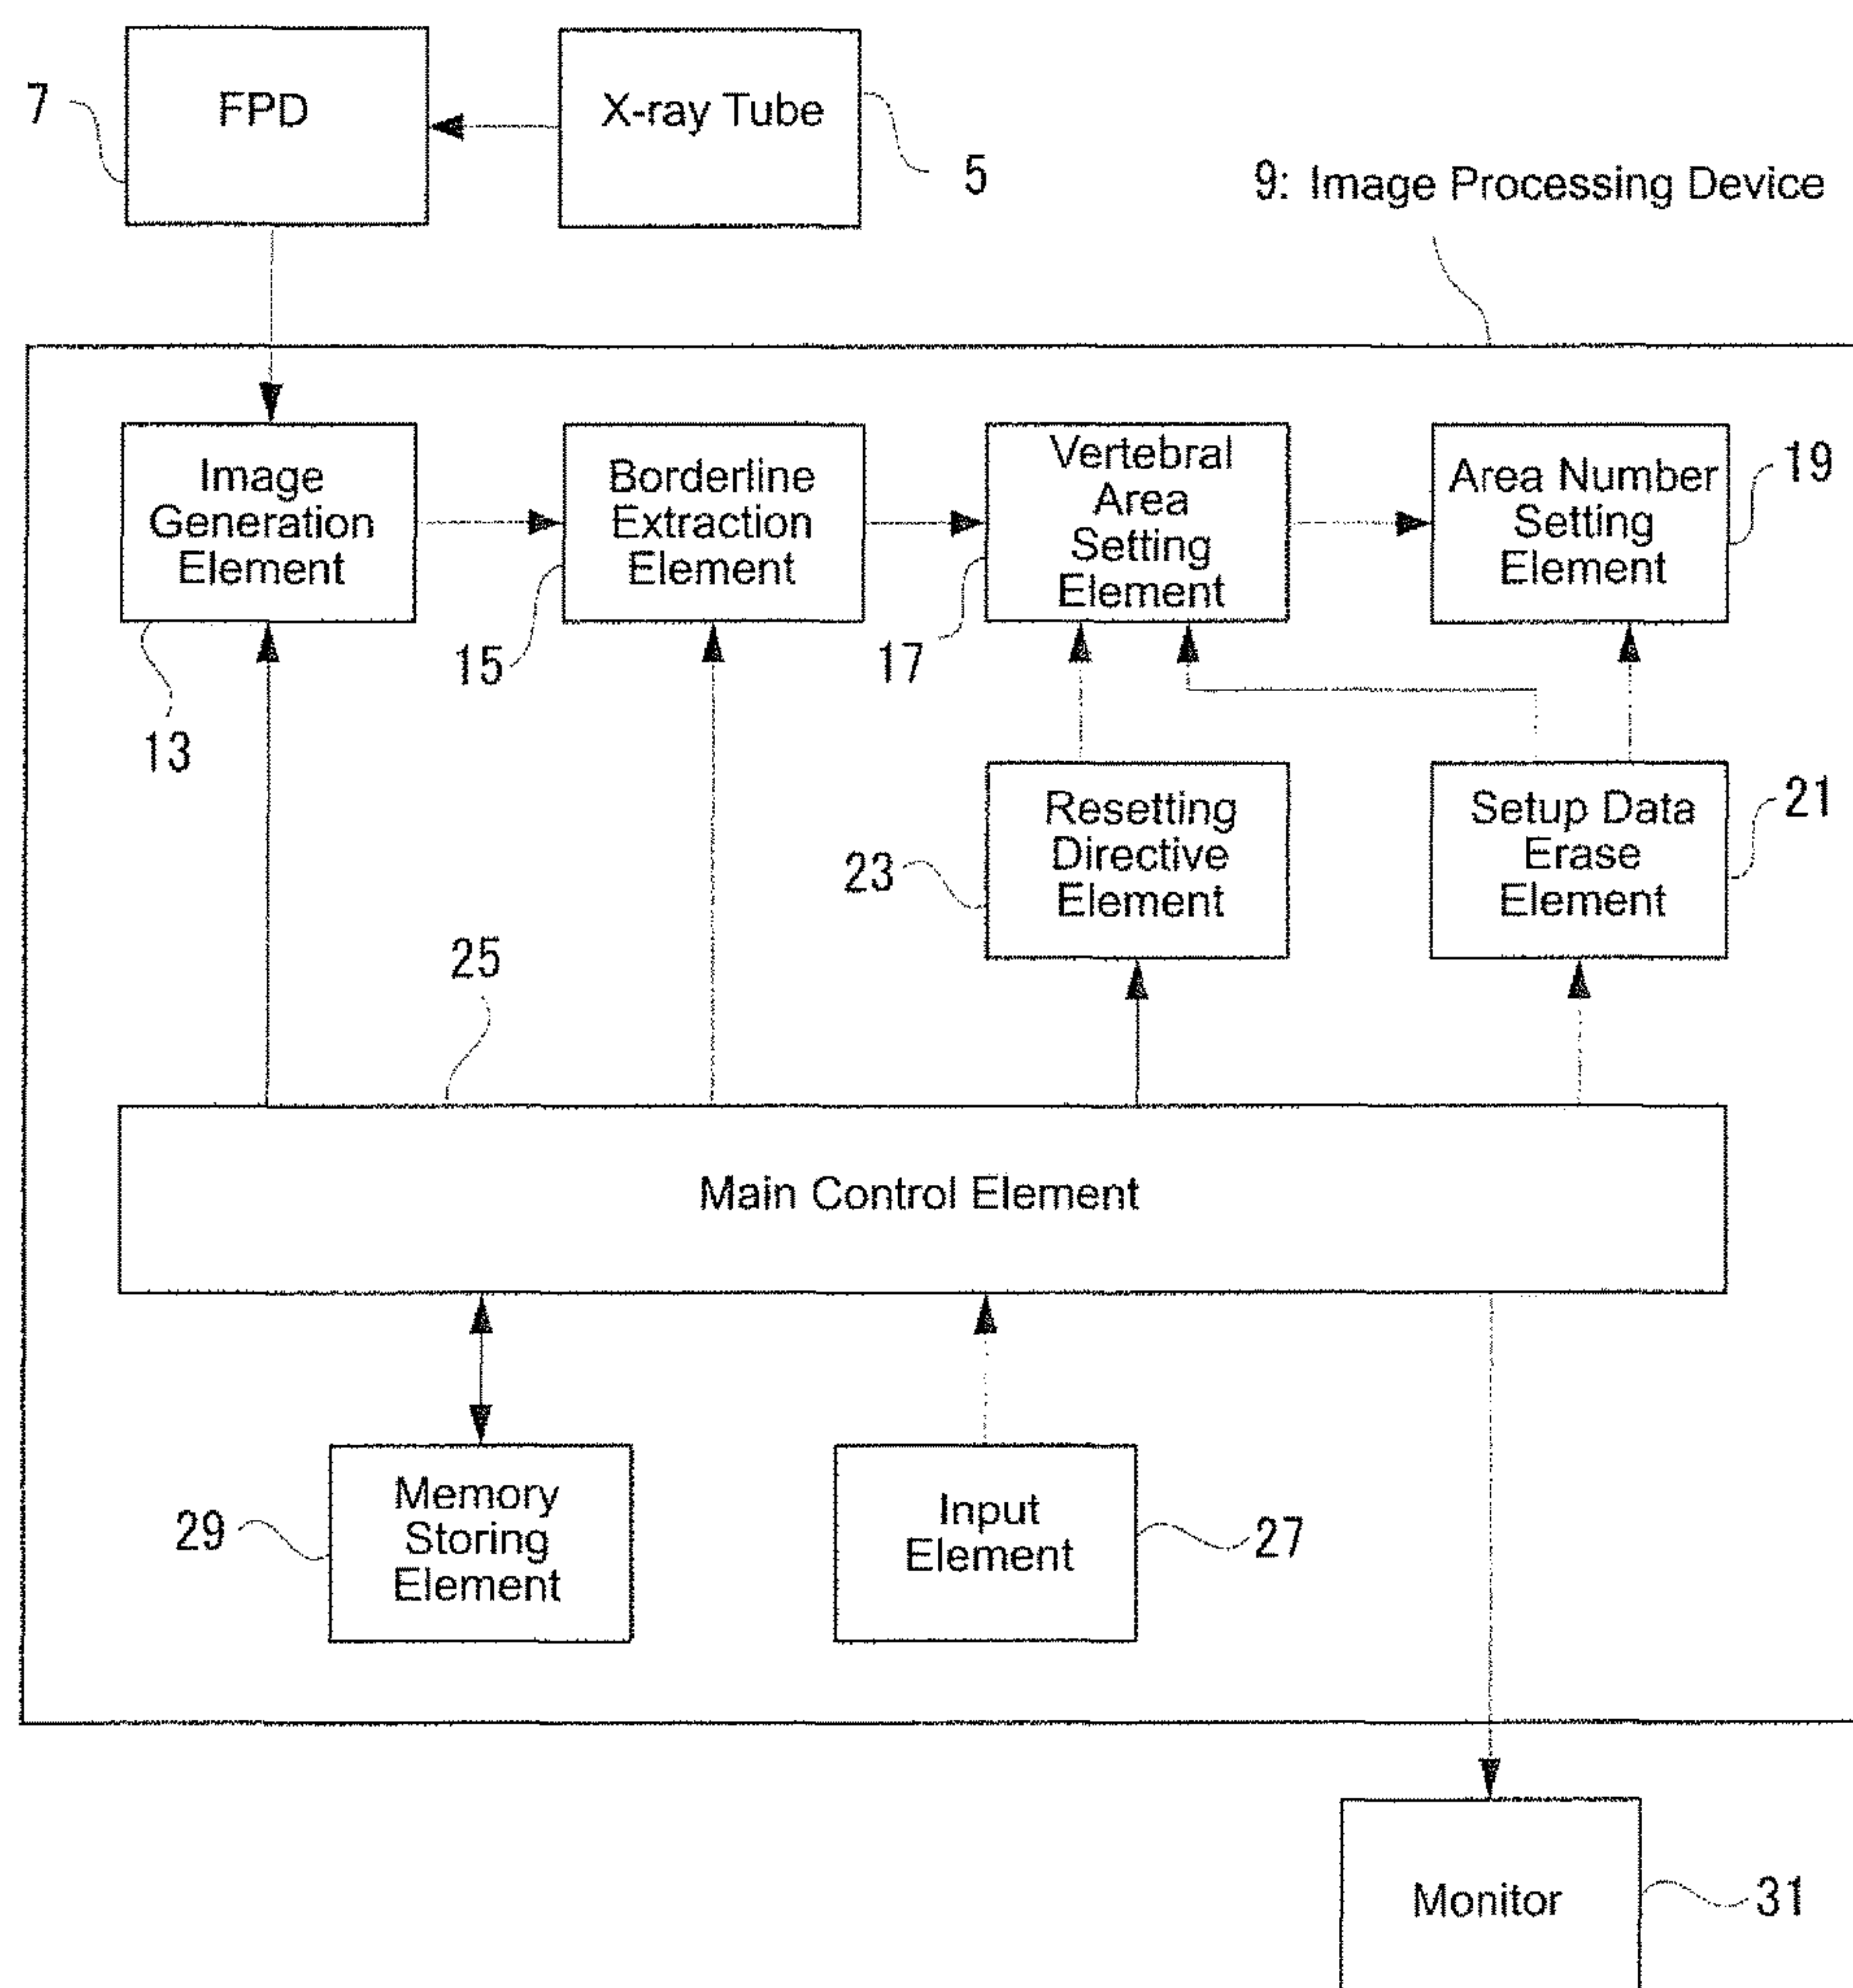 7
FPD
X-ray Tube
5
9: Image Processing Device
Image
Generation
Element
13
Borderline
Extraction
Element
15
Vertebral
Area
Setting
Element
17
Area Number
Setting
Element
19
Resetting
Directive
Element
23
Setup Data
Erase
Element
21
25
Main Control Element
29
Memory
Storing
Element
Input
Element
27
Monitor
31